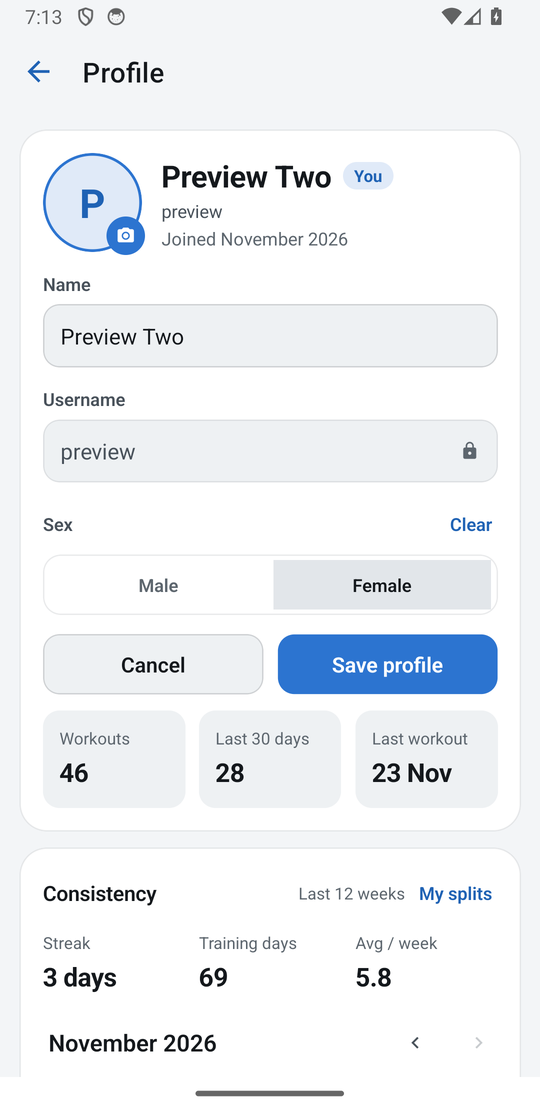 7:13
Profile
P
Preview Two You
preview
Joined November 2026
Name
Preview Two
Username
preview
Sex Clear
Male Female
Cancel Save profile
Workouts Last 30 days Last workout
46 28 23 Nov
Consistency Last 12 weeks My splits
Streak Training days Avg / week
3 days 69 5.8
November 2026